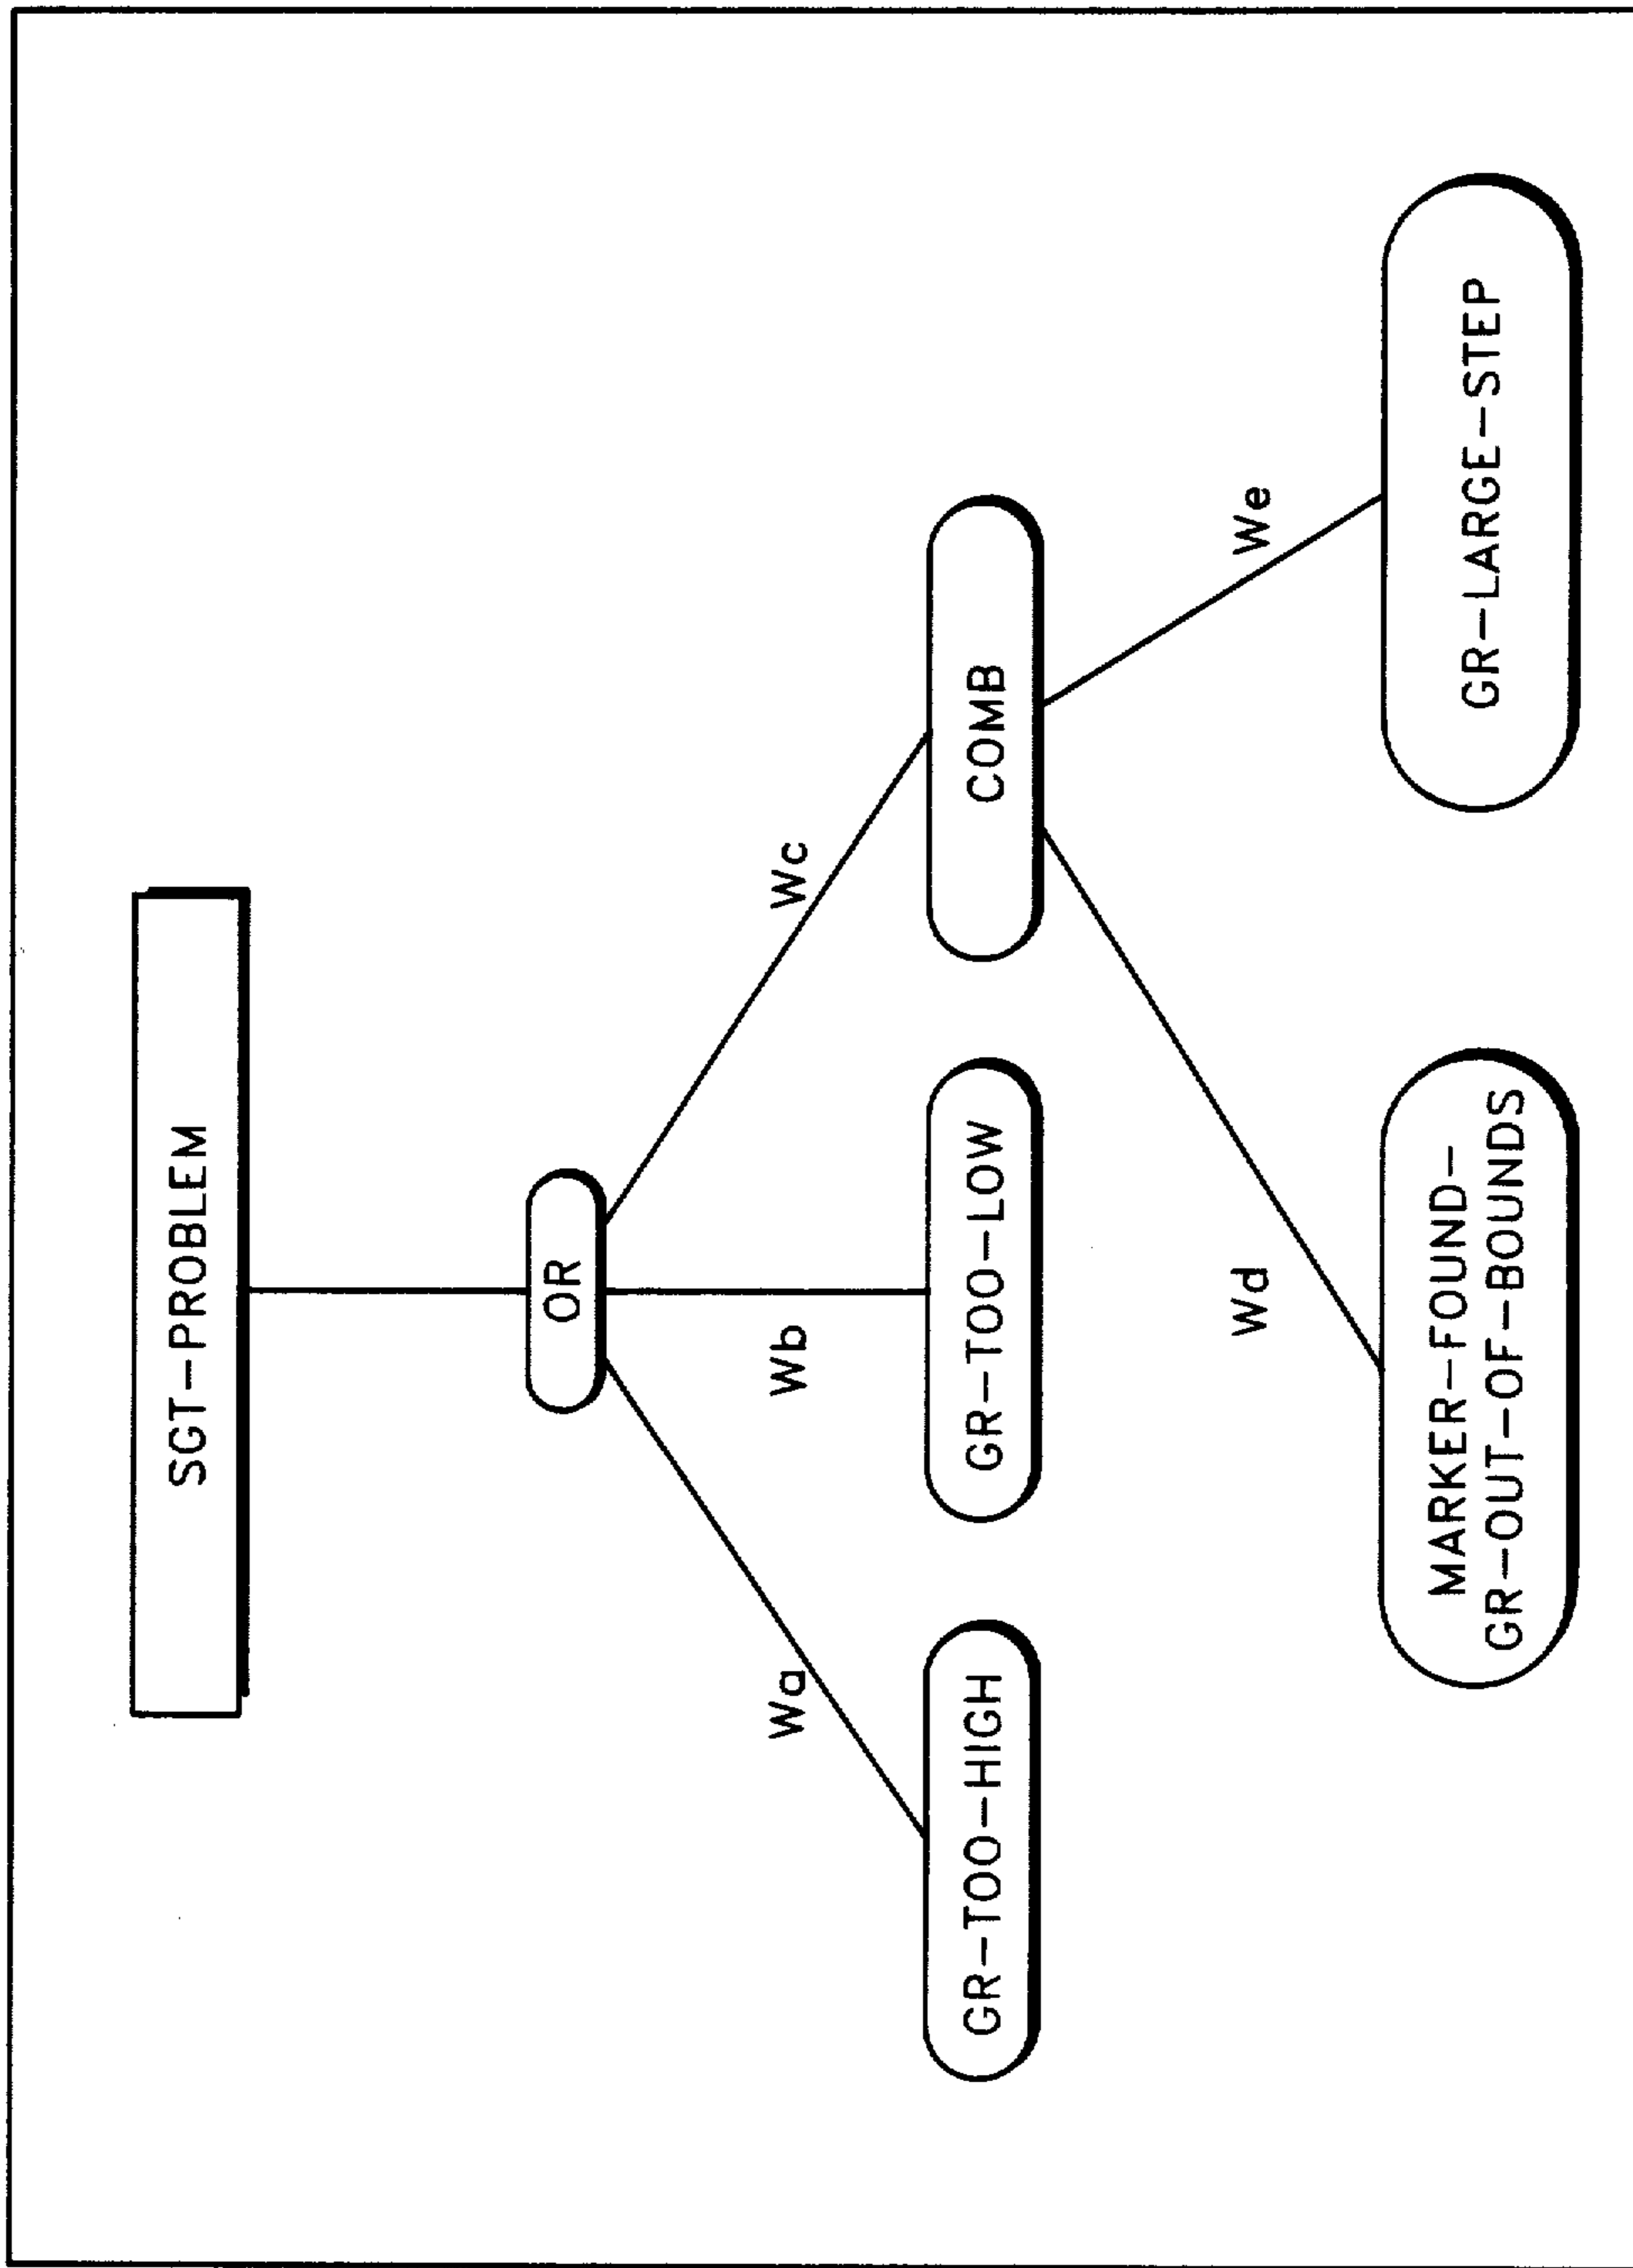 SGT-PROBLEM
OR
Wa
Wb
Wc
GR-TOO-HIGH
GR-TOO-LOW
COMB
Wd
We
MARKER-FOUND-
GR-OUT-OF-BOUNDS
GR-LARGE-STEP